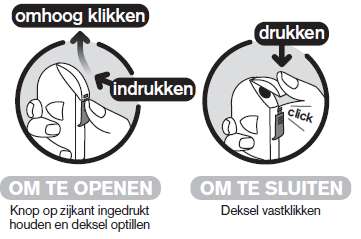 omhoog klikken
indrukken
OM TE OPENEN
Knop op zijkant ingedrukt
houden en deksel optillen
drukken
click
OM TE SLUITEN
Deksel vastklikken